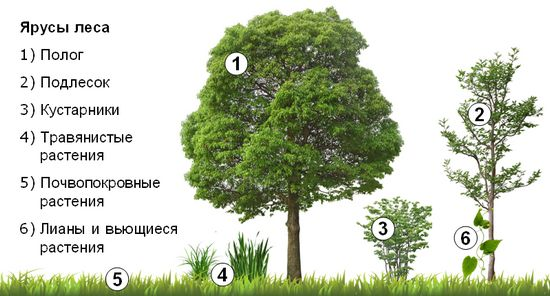 Ярусы леса
1) Полог
2) Подлесок
3) Кустарники
4) Травянистые
растения
5) Почвопокровные
растения
6) Лианы и вьющиеся
растения
1
2
3
6
4
5